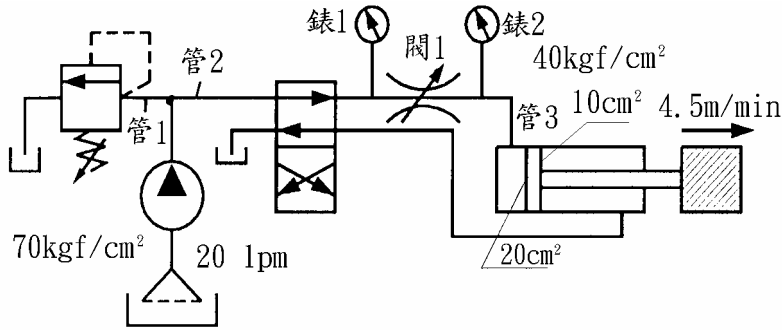 錶1
閥1
錶2
40kgf/cm²
管2
管1
管3
10cm²
4.5m/min
70kgf/cm²
20 lpm
20cm²